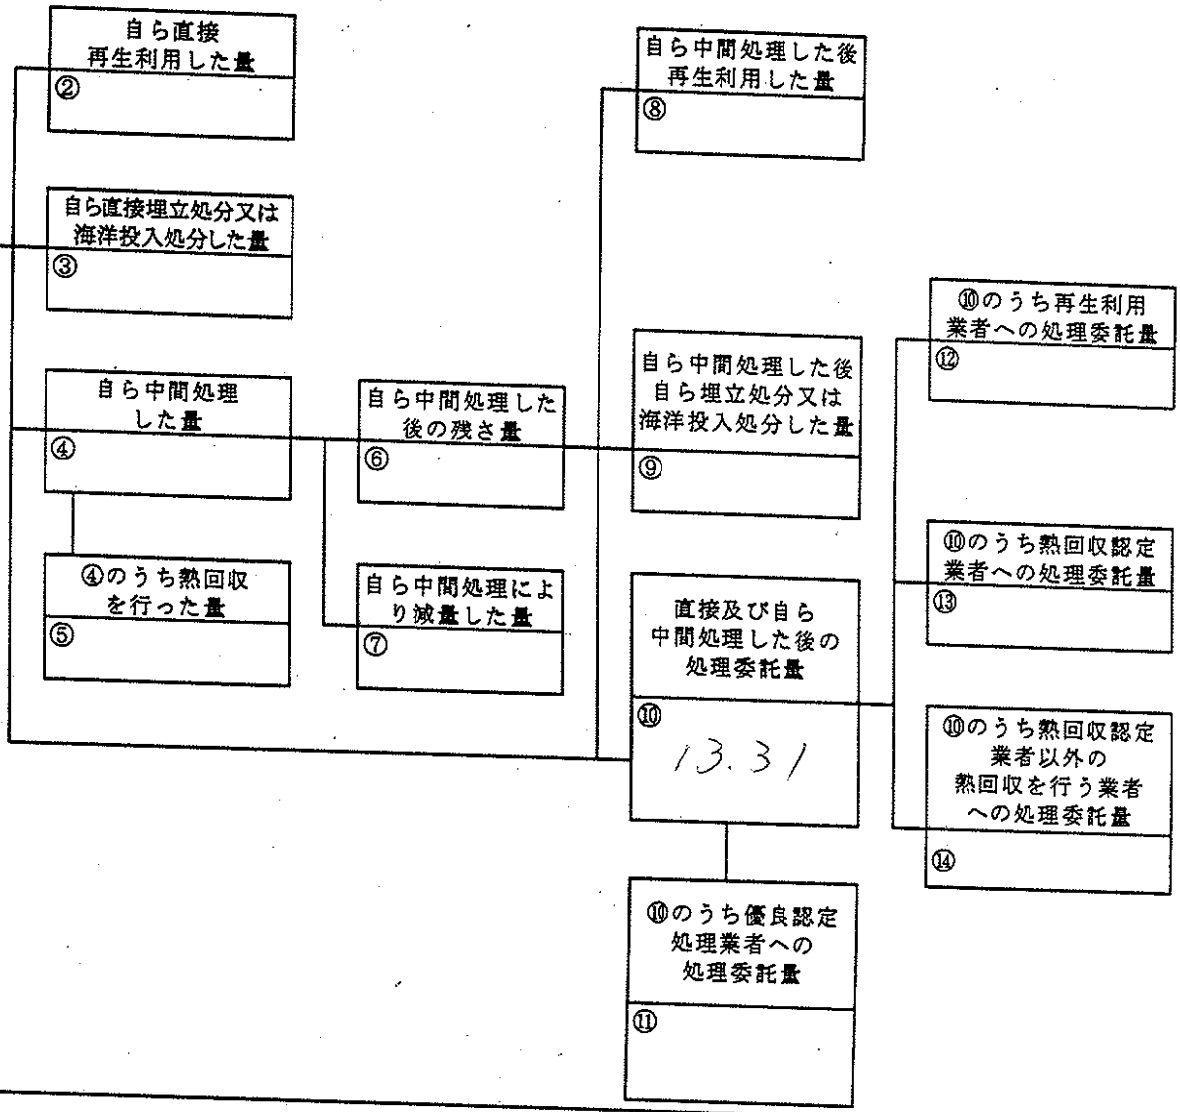 自ら直接
再生利用した量
②
自ら直接埋立処分又は
海洋投入処分した量
③
自ら中間処理
した量
④
④のうち熱回収
を行った量
⑤
自ら中間処理した
後の残さ量
⑥
自ら中間処理によ
り減量した量
⑦
自ら中間処理した後
再生利用した量
⑧
自ら中間処理した後
自ら埋立処分又は
海洋投入処分した量
⑨
直接及び自ら
中間処理した後の
処理委託量
⑩
13.31
⑩のうち優良認定
処理業者への
処理委託量
⑪
⑩のうち再生利用
業者への処理委託量
⑫
⑩のうち熱回収認定
業者への処理委託量
⑬
⑩のうち熱回収認定
業者以外の
熱回収を行う業者
への処理委託量
⑭